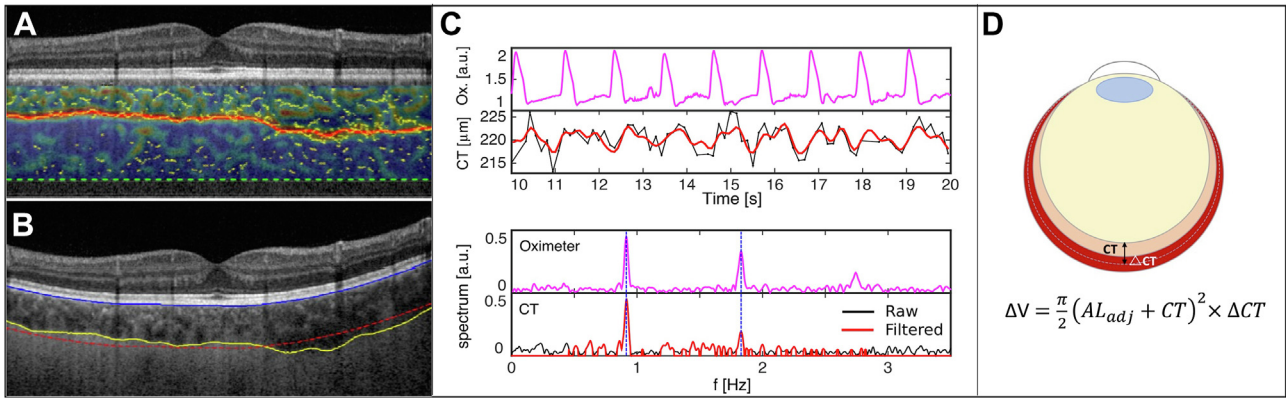 A
B
C
Ox. [a.u.]
2
1.5
1
CT [μm]
225
220
215
10 11 12 13 14 15 16 17 18 19 20
Time [s]
spectrum [a.u.]
0.5
Oximeter
0
0.5
CT
Raw
Filtered
0
0 1 2 3
f [Hz]
D
CT
△CT
ΔV = π/2 (AL_adj + CT)² × ΔCT